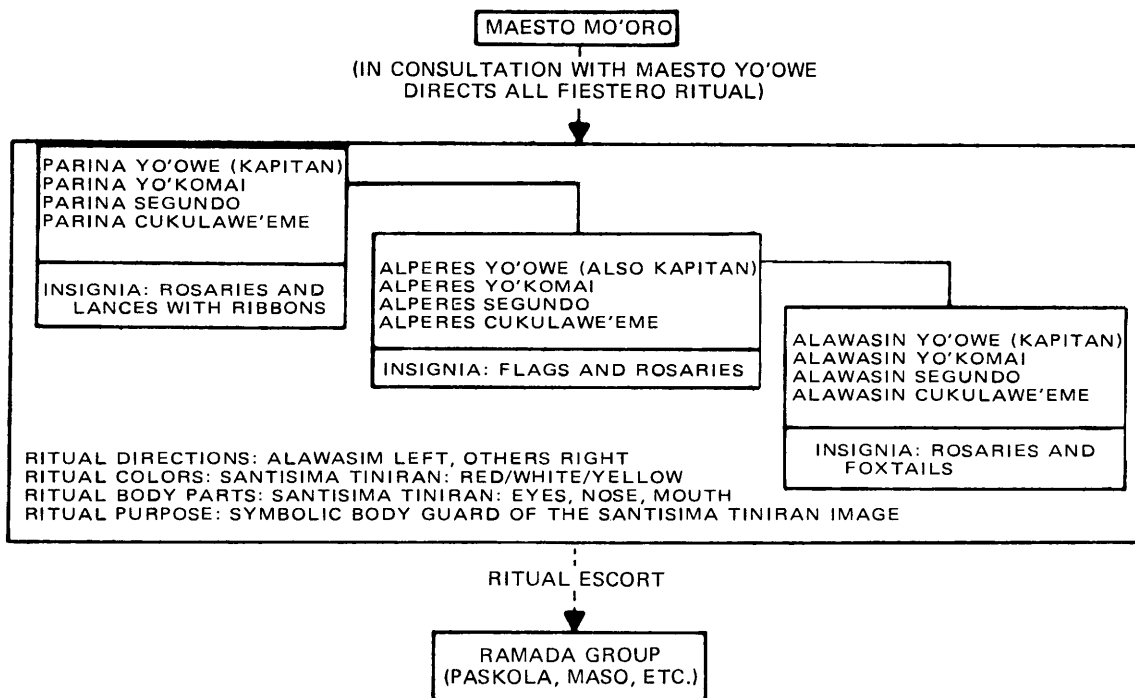 MAESTO MO'ORO
(IN CONSULTATION WITH MAESTO YO'OWE
DIRECTS ALL FIESTERO RITUAL)
PARINA YO'OWE (KAPITAN)
PARINA YO'KOMAI
PARINA SEGUNDO
PARINA CUKULAWE'EME
INSIGNIA: ROSARIES AND
LANCES WITH RIBBONS
ALPERES YO'OWE (ALSO KAPITAN)
ALPERES YO'KOMAI
ALPERES SEGUNDO
ALPERES CUKULAWE'EME
INSIGNIA: FLAGS AND ROSARIES
ALAWASIN YO'OWE (KAPITAN)
ALAWASIN YO'KOMAI
ALAWASIN SEGUNDO
ALAWASIN CUKULAWE'EME
INSIGNIA: ROSARIES AND
FOXTAILS
RITUAL DIRECTIONS: ALAWASIM LEFT, OTHERS RIGHT
RITUAL COLORS: SANTISIMA TINIRAN: RED/WHITE/YELLOW
RITUAL BODY PARTS: SANTISIMA TINIRAN: EYES, NOSE, MOUTH
RITUAL PURPOSE: SYMBOLIC BODY GUARD OF THE SANTISIMA TINIRAN IMAGE
RITUAL ESCORT
RAMADA GROUP
(PASKOLA, MASO, ETC.)